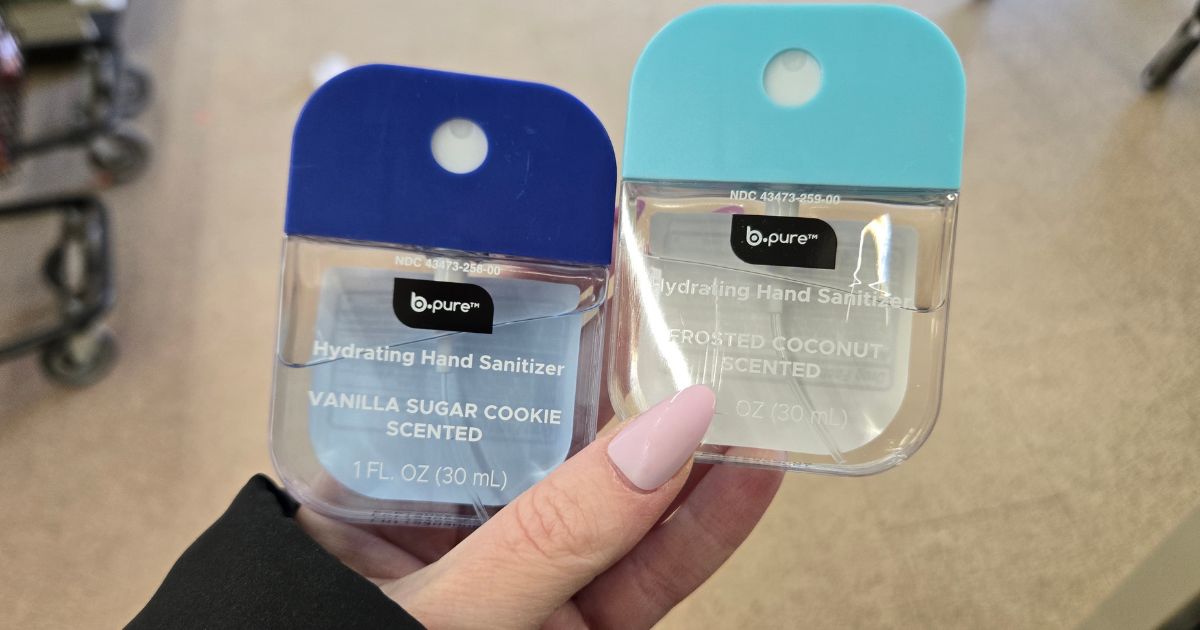 NDC 43473-258-00
b.pure™
Hydrating Hand Sanitizer
VANILLA SUGAR COOKIE
SCENTED
1 FL. OZ (30 mL)
NDC 43473-259-00
b.pure™
Hydrating Hand Sanitizer
FROSTED COCONUT
SCENTED
OZ (30 mL)